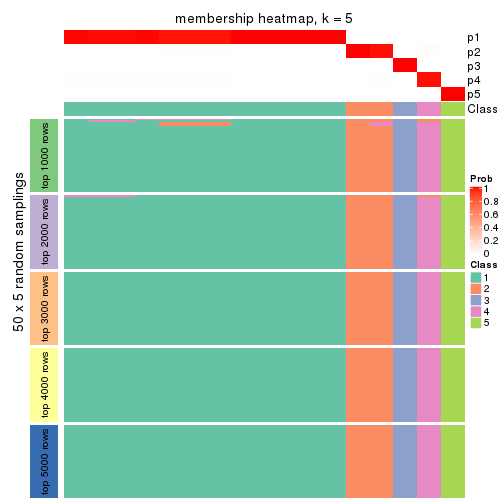 membership heatmap, k = 5
p1
p2
p3
p4
p5
Class
50 x 5 random samplings
top 1000 rows
top 2000 rows
top 3000 rows
top 4000 rows
top 5000 rows
Prob
1
0.8
0.6
0.4
0.2
0
Class
1
2
3
4
5